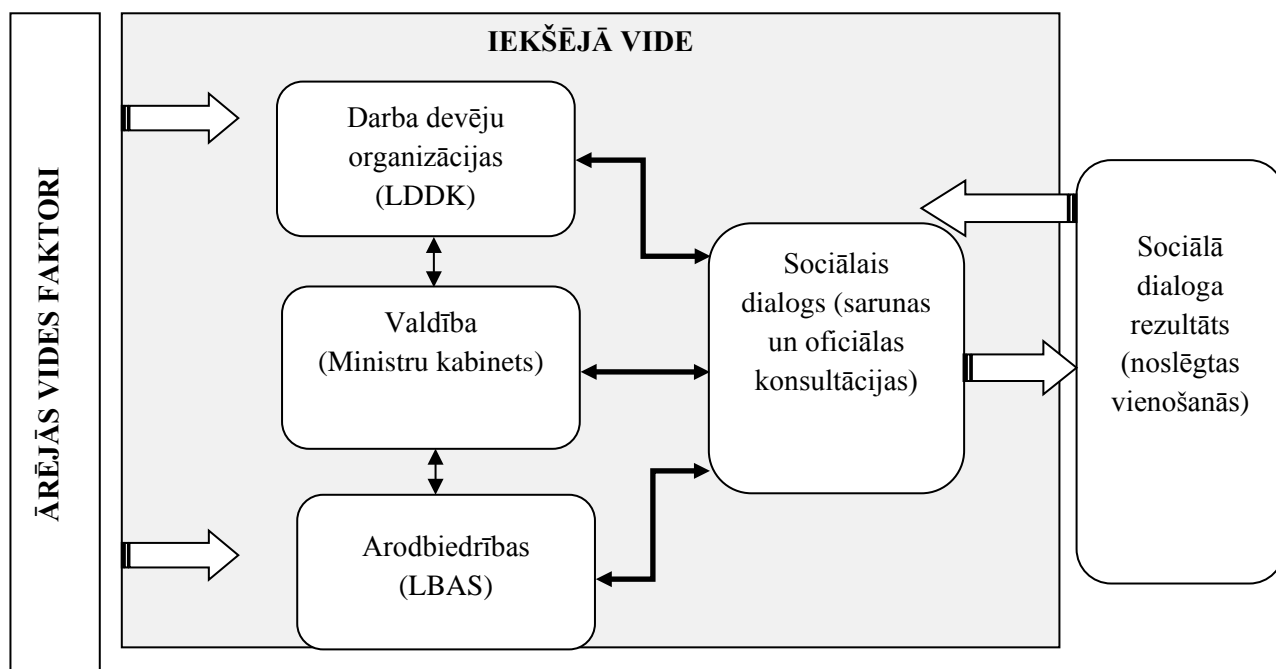 ĀRĒJĀS VIDES FAKTORI
IEKŠĒJĀ VIDE
Darba devēju
organizācijas
(LDDK)
Valdība
(Ministru kabinets)
Arodbiedrības
(LBAS)
Sociālais
dialogs (sarunas
un oficiālas
konsultācijas)
Sociālā
dialoga
rezultāts
(noslēgtas
vienošanās)